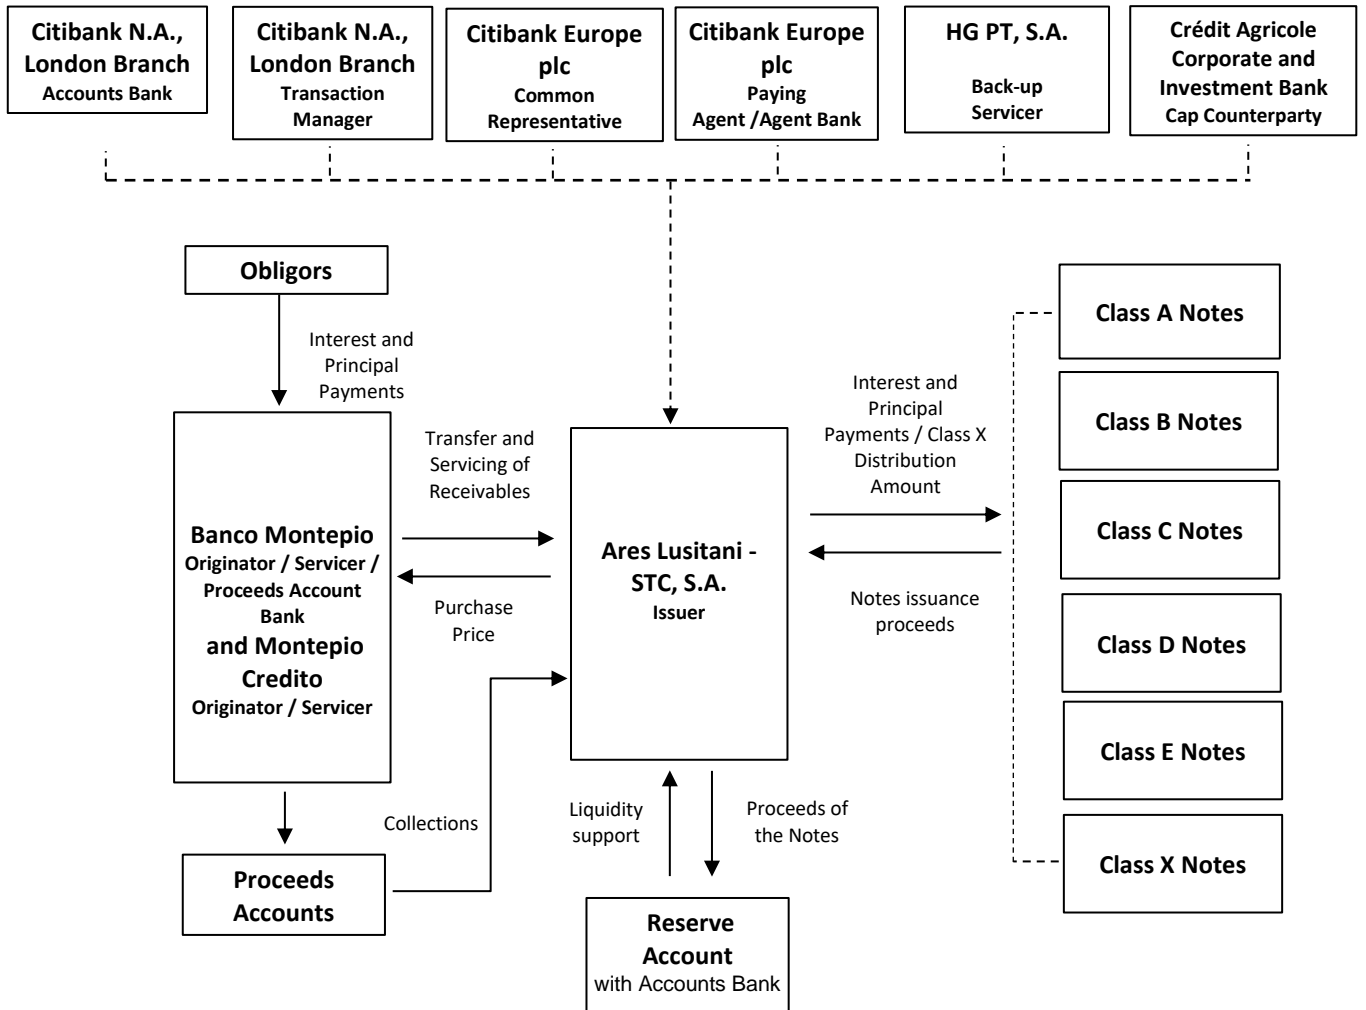 Citibank N.A.,
London Branch
Accounts Bank
Citibank N.A.,
London Branch
Transaction
Manager
Citibank Europe
plc
Common
Representative
Citibank Europe
plc
Paying
Agent /Agent Bank
HG PT, S.A.
Back-up
Servicer
Crédit Agricole
Corporate and
Investment Bank
Cap Counterparty
Obligors
Interest and
Principal
Payments
Banco Montepio
Originator / Servicer /
Proceeds Account
Bank
and Montepio
Credito
Originator / Servicer
Transfer and
Servicing of
Receivables
Purchase
Price
Collections
Proceeds
Accounts
Ares Lusitani -
STC, S.A.
Issuer
Liquidity
support
Proceeds of
the Notes
Reserve
Account
with Accounts Bank
Interest and
Principal
Payments / Class X
Distribution
Amount
Notes issuance
proceeds
Class A Notes
Class B Notes
Class C Notes
Class D Notes
Class E Notes
Class X Notes